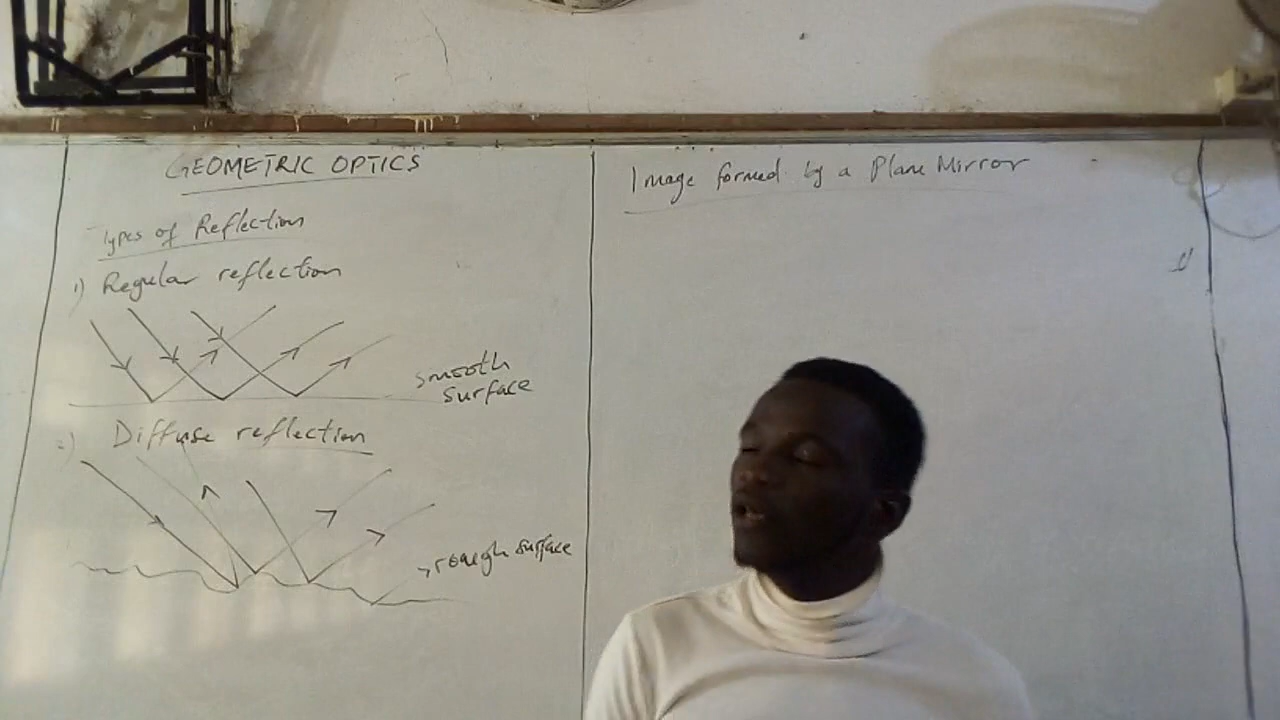 GEOMETRIC OPTICS
Types of Reflection
1) Regular reflection
smooth
surface
2) Diffuse reflection
rough surface
Image formed by a Plane Mirror